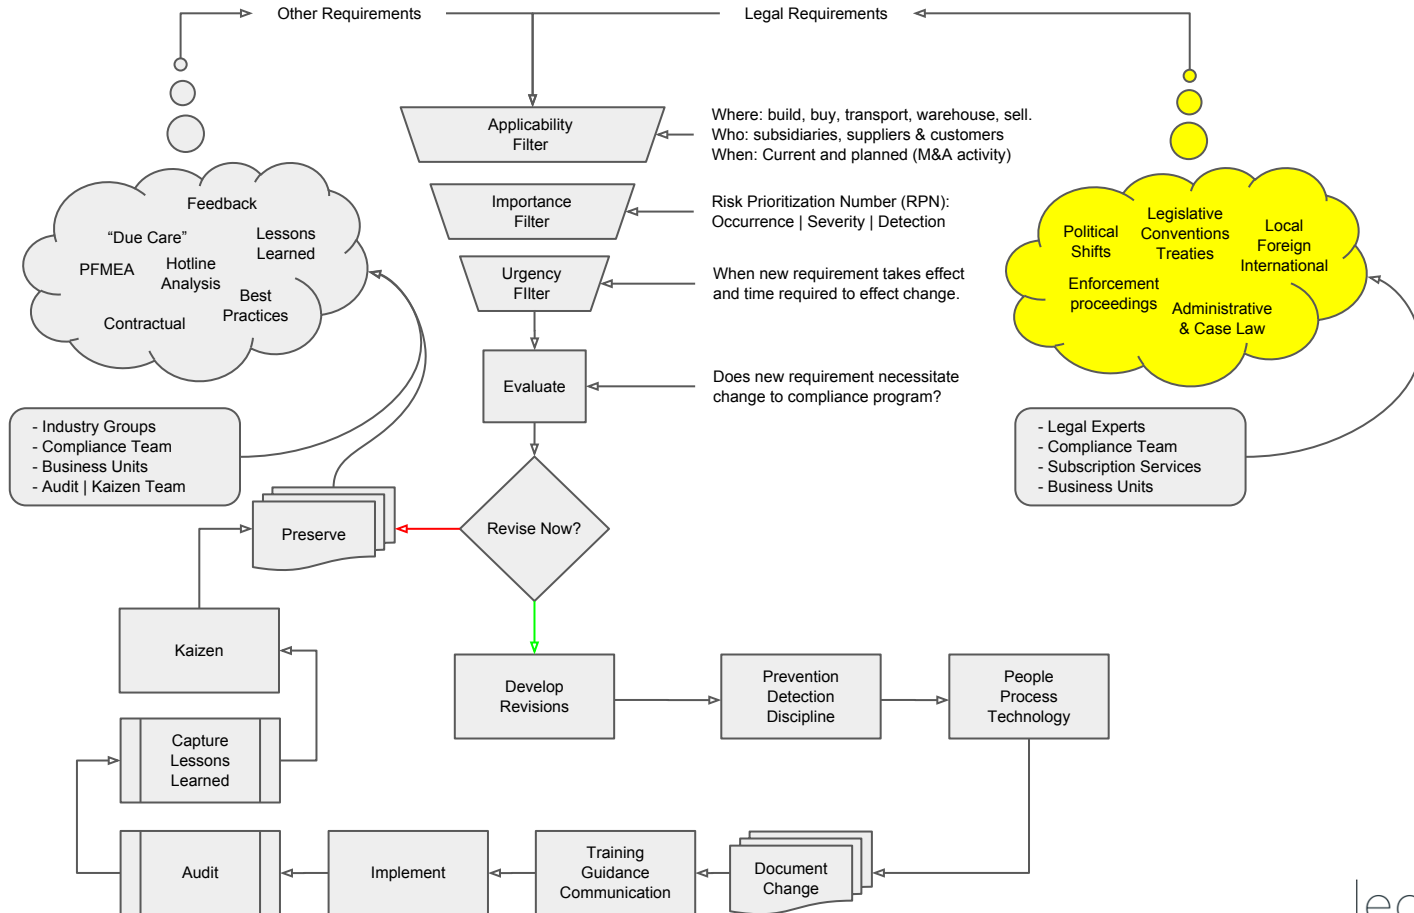 Other Requirements
Legal Requirements
Applicability
Filter
Where: build, buy, transport, warehouse, sell.
Who: subsidiaries, suppliers & customers
When: Current and planned (M&A activity)
Importance
Filter
Risk Prioritization Number (RPN):
Occurrence | Severity | Detection
Urgency
FIlter
When new requirement takes effect
and time required to effect change.
Evaluate
Does new requirement necessitate
change to compliance program?
Feedback
“Due Care”
Lessons
Learned
PFMEA
Hotline
Analysis
Best
Practices
Contractual
Political
Shifts
Legislative
Conventions
Treaties
Local
Foreign
International
Enforcement
proceedings
Administrative
& Case Law
- Industry Groups
- Compliance Team
- Business Units
- Audit | Kaizen Team
- Legal Experts
- Compliance Team
- Subscription Services
- Business Units
Preserve
Revise Now?
Kaizen
Develop
Revisions
Prevention
Detection
Discipline
People
Process
Technology
Capture
Lessons
Learned
Audit
Implement
Training
Guidance
Communication
Document
Change